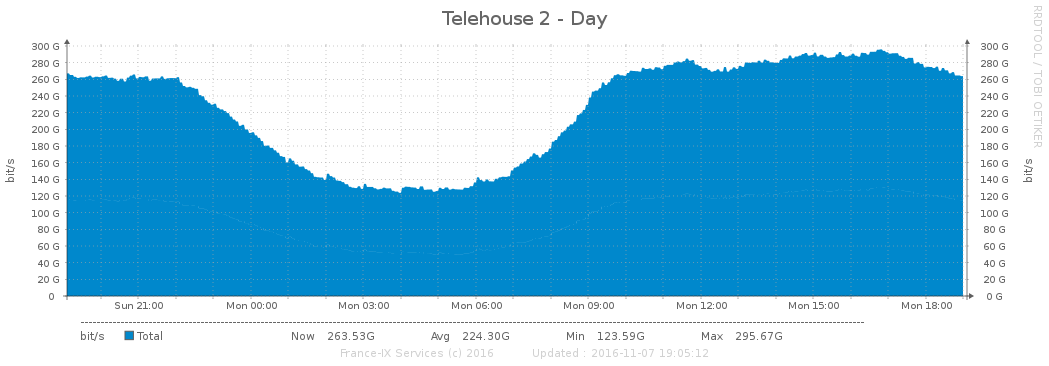 Telehouse 2 - Day
RRDTOOL / TOBI OETIKER
bit/s
300 G
280 G
260 G
240 G
220 G
200 G
180 G
160 G
140 G
120 G
100 G
80 G
60 G
40 G
20 G
0
300 G
280 G
260 G
240 G
220 G
200 G
180 G
160 G
140 G
120 G
100 G
80 G
60 G
40 G
20 G
0 G
bit/s
Sun 21:00 Mon 00:00 Mon 03:00 Mon 06:00 Mon 09:00 Mon 12:00 Mon 15:00 Mon 18:00
bit/s Total Now 263.53G Avg 224.30G Min 123.59G Max 295.67G
France-IX Services (c) 2016 Updated : 2016-11-07 19:05:12